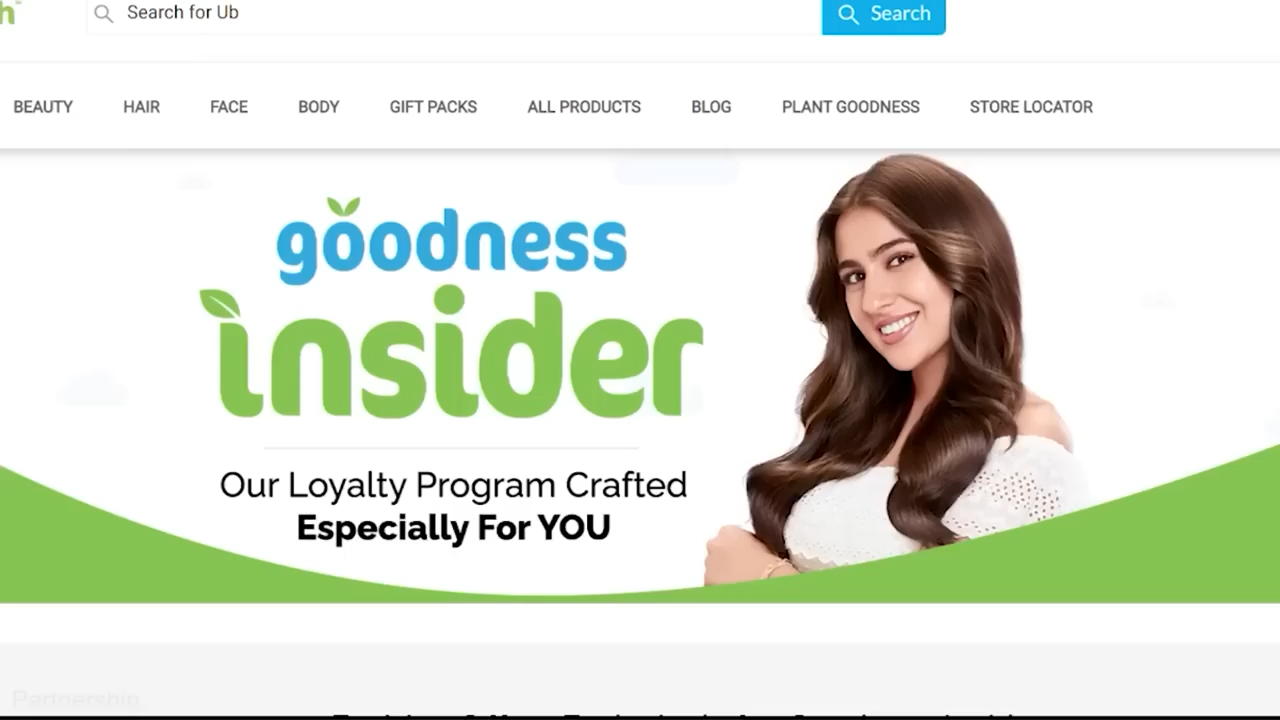 h
Search for Ub
Search
BEAUTY HAIR FACE BODY GIFT PACKS ALL PRODUCTS BLOG PLANT GOODNESS STORE LOCATOR
goodness
insider
Our Loyalty Program Crafted
Especially For YOU
Partnership